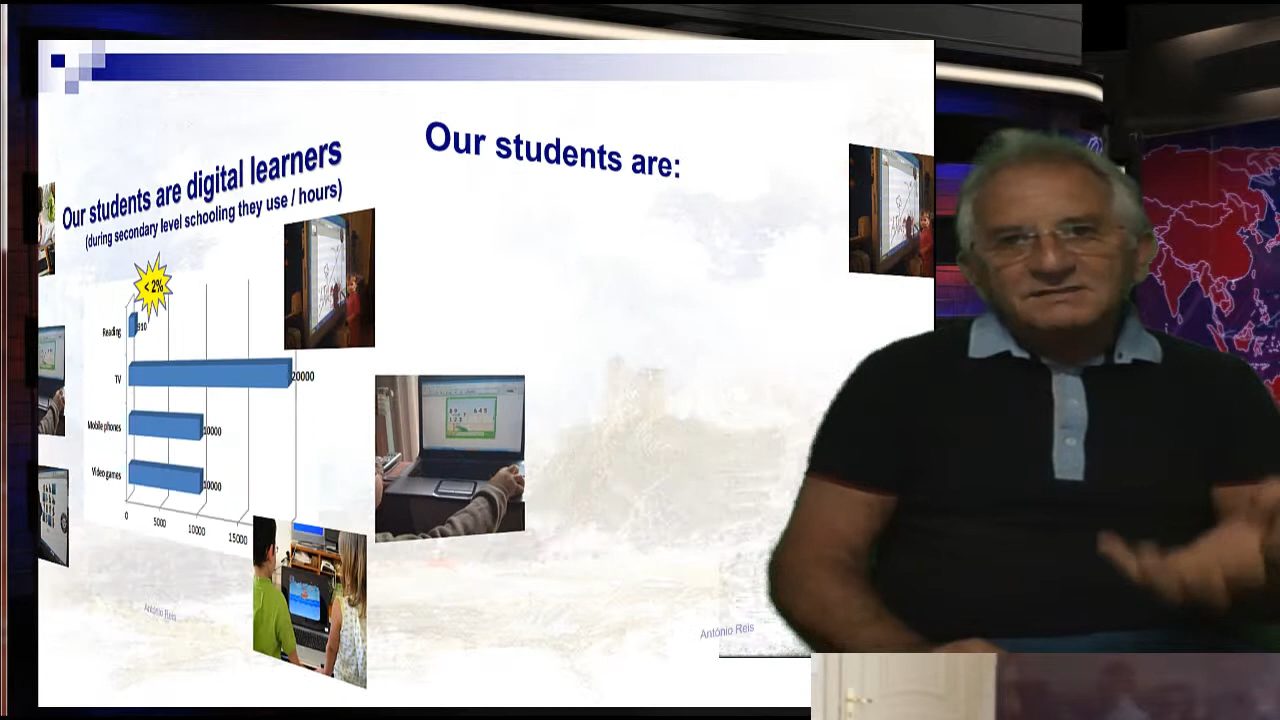 Our students are digital learners
(during secondary level schooling they use / hours)
< 2%
Reading
TV
20000
Mobile phones
10000
Video games
10000
0
5000
10000
15000
António Reis
Our students are:
António Reis